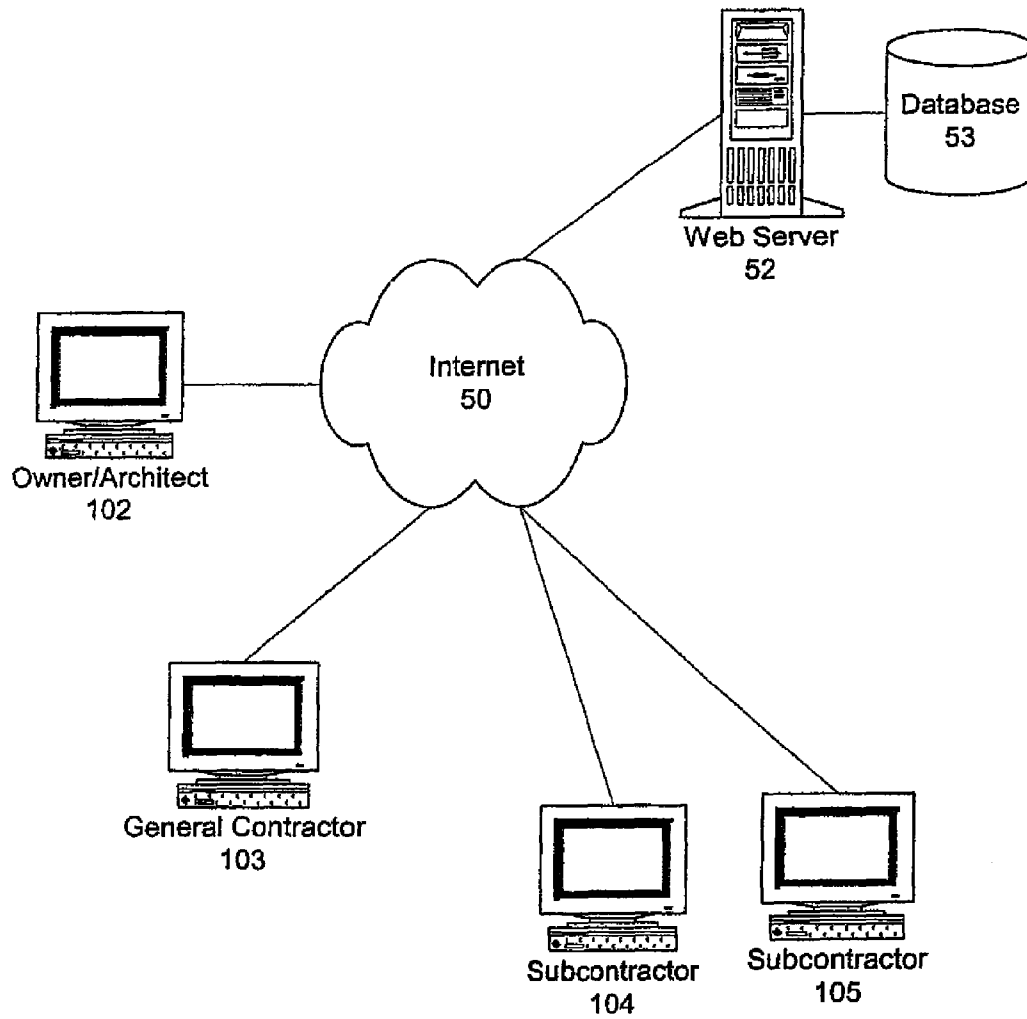 Database
53
Web Server
52
Internet
50
Owner/Architect
102
General Contractor
103
Subcontractor
104
Subcontractor
105